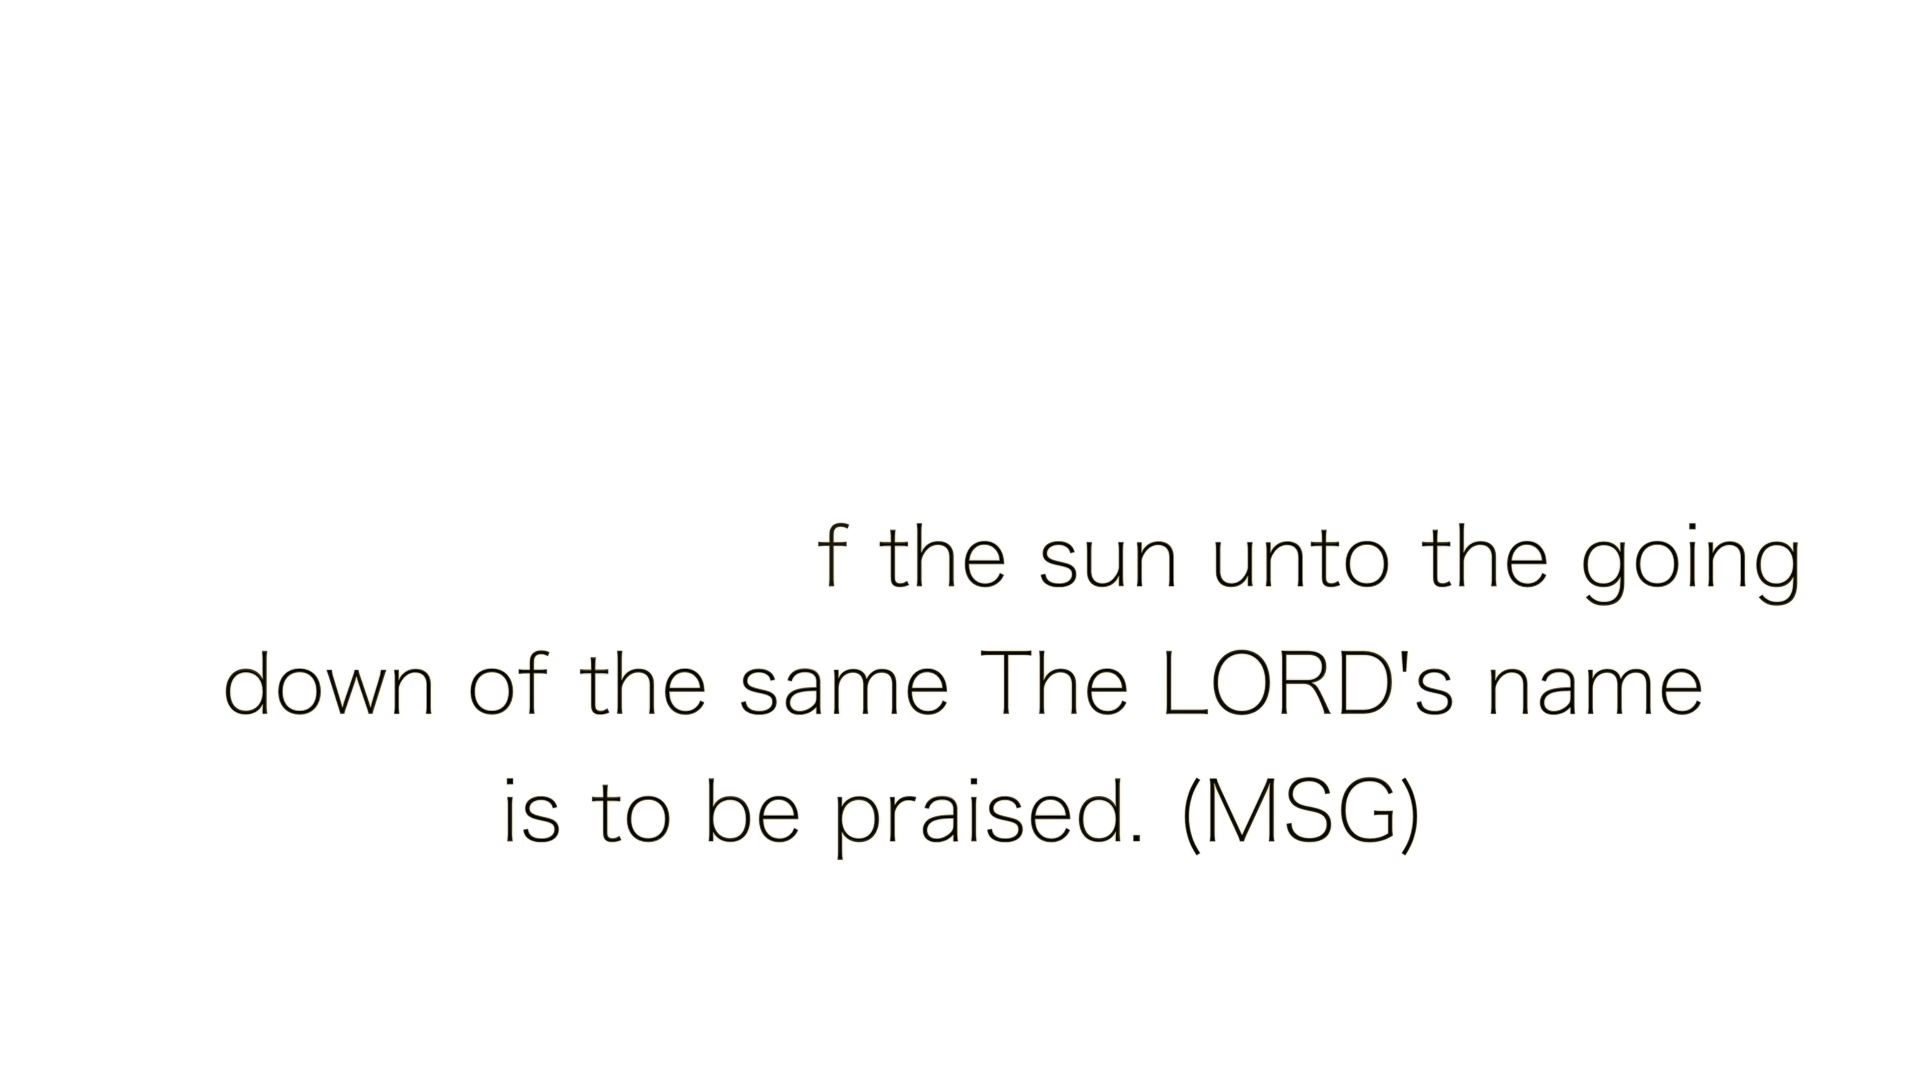 f the sun unto the going
down of the same The LORD's name
is to be praised. (MSG)